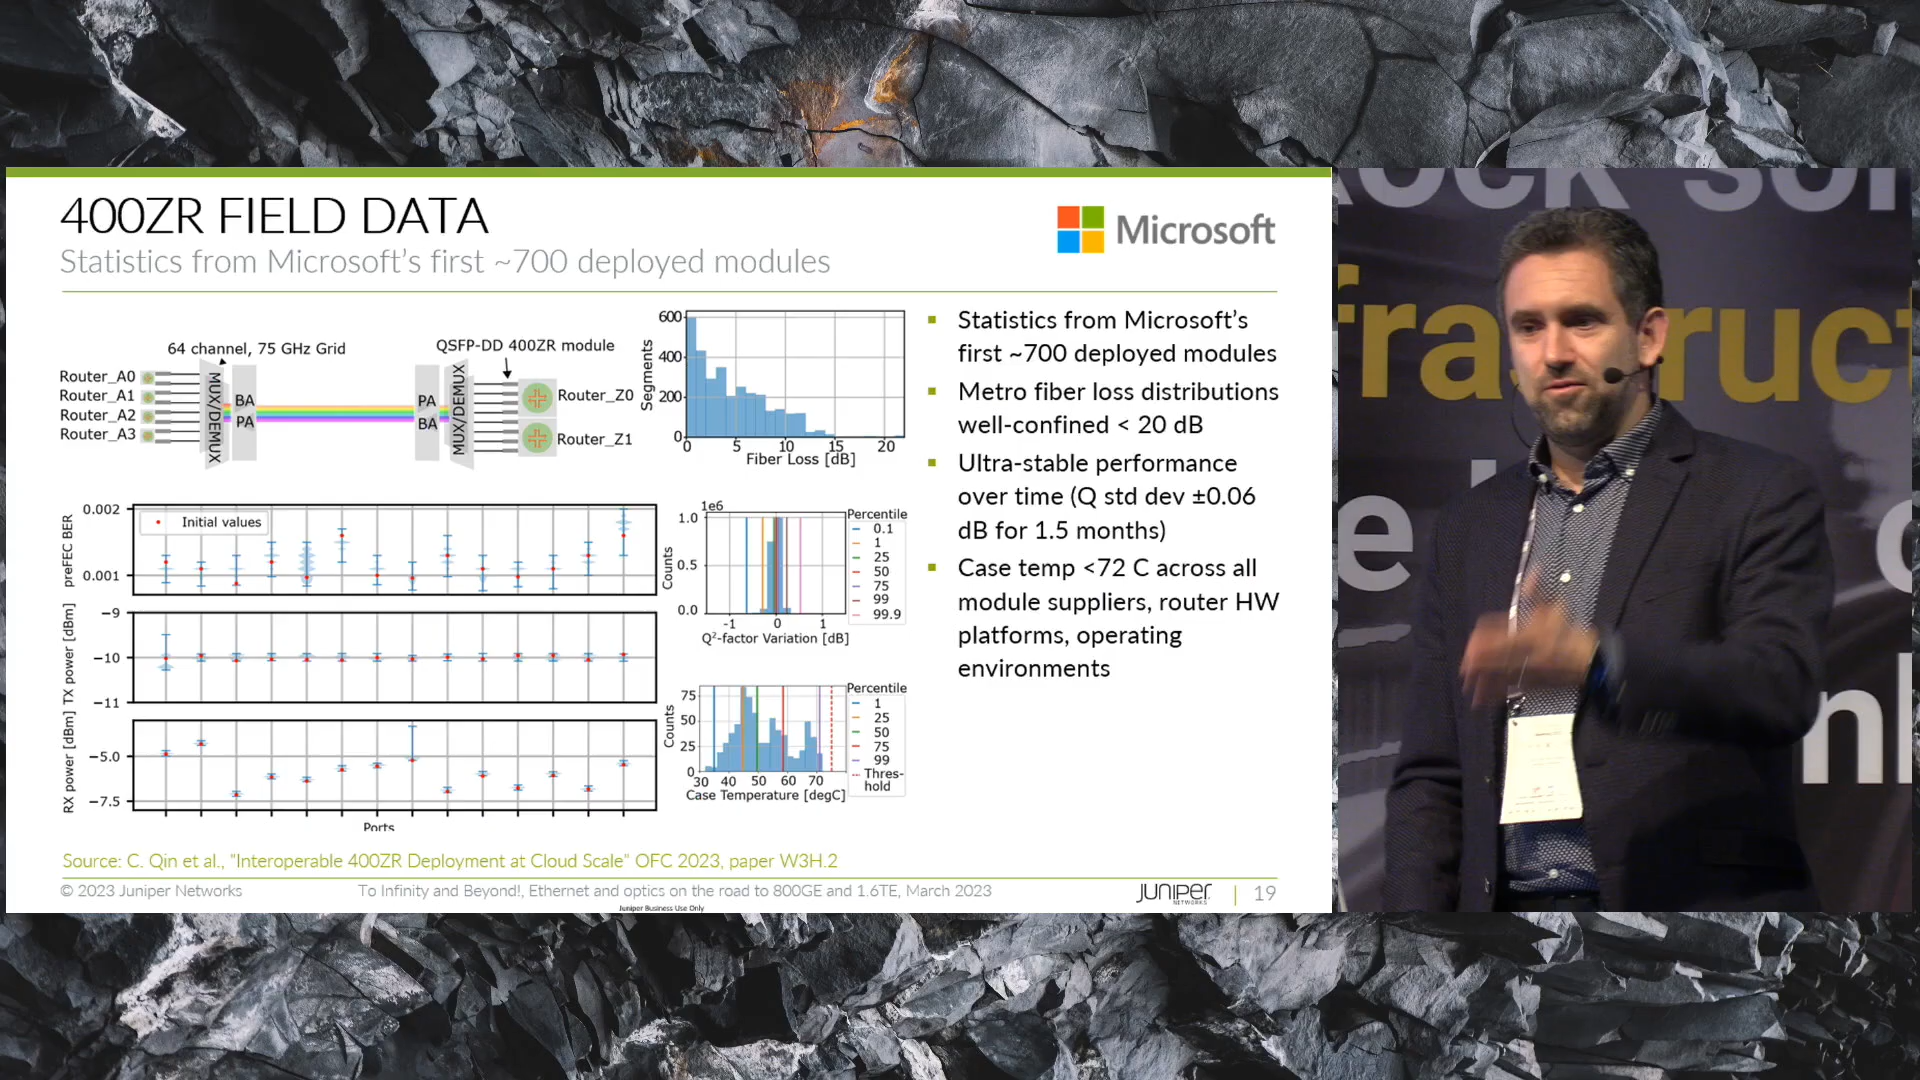 400ZR FIELD DATA
Statistics from Microsoft's first ~700 deployed modules
Microsoft
64 channel, 75 GHz Grid
QSFP-DD 400ZR module
Router_A0
Router_A1
Router_A2
Router_A3
MUX/DEMUX
BA
PA
PA
BA
MUX/DEMUX
Router_Z0
Router_Z1
Segments
600
400
200
0
0 5 10 15 20
Fiber Loss [dB]
preFEC BER
0.002
0.001
Initial values
TX power [dBm]
−9
−10
−11
RX power [dBm]
−5.0
−7.5
Ports
1e6
Counts
1.0
0.5
0.0
-1 0 1
Q²-factor Variation [dB]
Percentile
0.1
1
25
50
75
99
99.9
Counts
75
50
25
0
30 40 50 60 70
Case Temperature [degC]
Percentile
1
25
50
75
99
Thres-
hold
Statistics from Microsoft's
first ~700 deployed modules
Metro fiber loss distributions
well-confined < 20 dB
Ultra-stable performance
over time (Q std dev ±0.06
dB for 1.5 months)
Case temp <72 C across all
module suppliers, router HW
platforms, operating
environments
Source: C. Qin et al., "Interoperable 400ZR Deployment at Cloud Scale" OFC 2023, paper W3H.2
© 2023 Juniper Networks
To Infinity and Beyond!, Ethernet and optics on the road to 800GE and 1.6TE, March 2023
Juniper Business Use Only
JUNIPER
NETWORKS
19